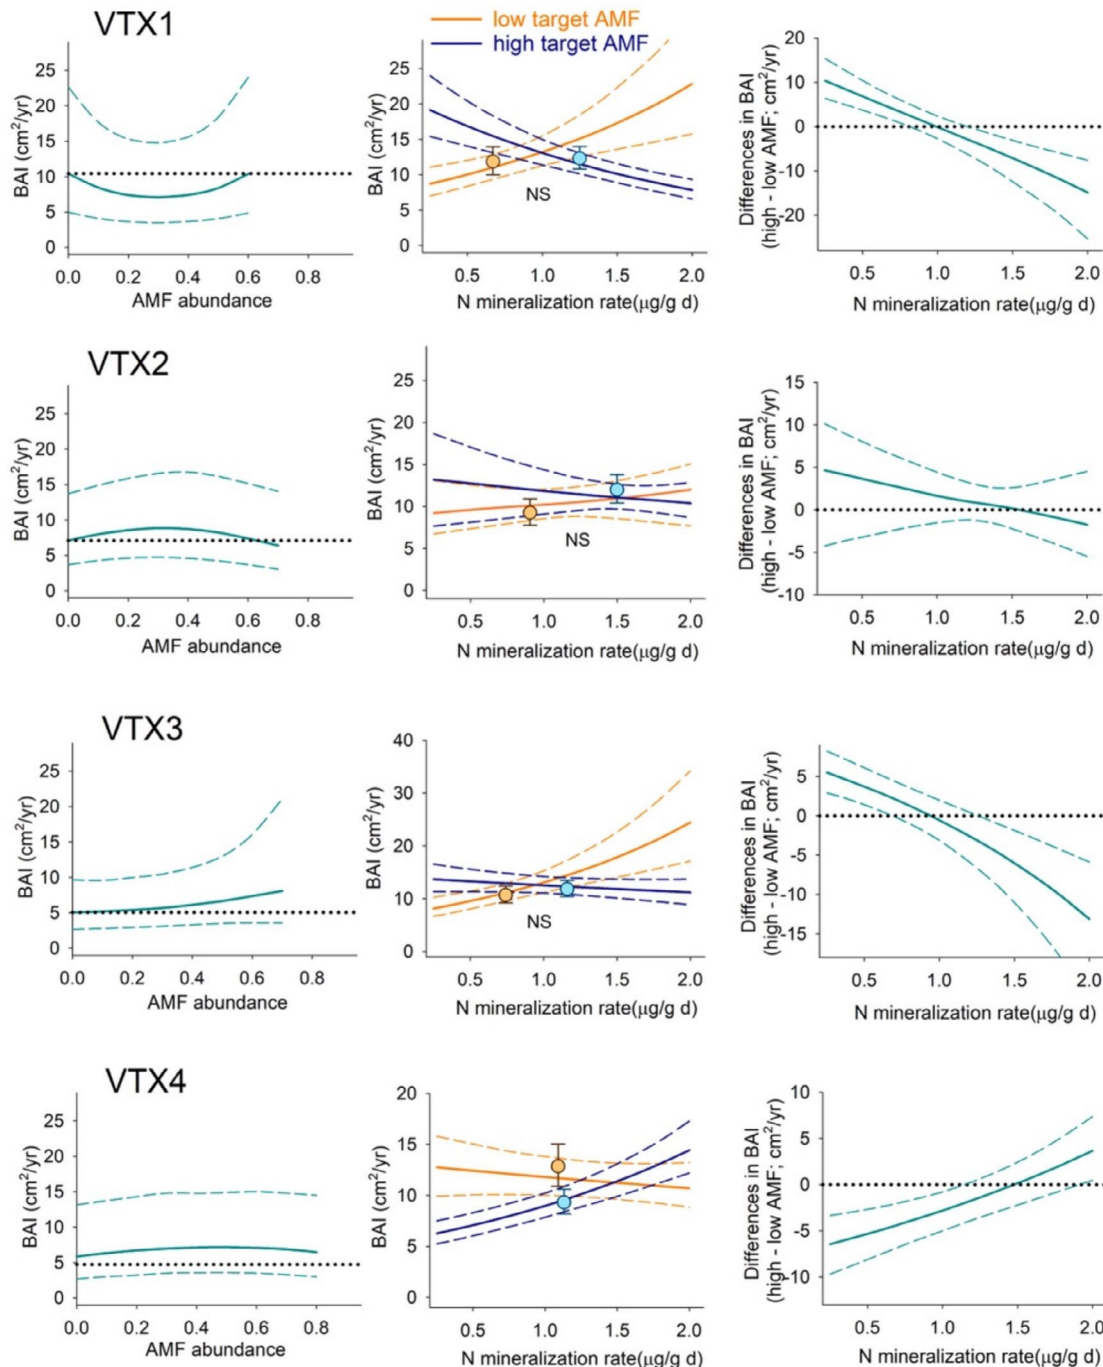 VTX1
low target AMF
high target AMF
BAI (cm²/yr)
25
20
15
10
5
0
0.0 0.2 0.4 0.6 0.8
AMF abundance
BAI (cm²/yr)
30
25
20
15
10
5
0
NS
0.5 1.0 1.5 2.0
N mineralization rate(µg/g d)
Differences in BAI
(high - low AMF; cm²/yr)
20
10
0
-10
-20
0.5 1.0 1.5 2.0
N mineralization rate(µg/g d)
VTX2
BAI (cm²/yr)
25
20
15
10
5
0
0.0 0.2 0.4 0.6 0.8
AMF abundance
BAI (cm²/yr)
25
20
15
10
5
0
NS
0.5 1.0 1.5 2.0
N mineralization rate(µg/g d)
Differences in BAI
(high - low AMF; cm²/yr)
15
10
5
0
-5
-10
0.5 1.0 1.5 2.0
N mineralization rate(µg/g d)
VTX3
BAI (cm²/yr)
25
20
15
10
5
0
0.0 0.2 0.4 0.6 0.8
AMF abundance
BAI (cm²/yr)
40
30
20
10
0
NS
0.5 1.0 1.5 2.0
N mineralization rate(µg/g d)
Differences in BAI
(high - low AMF; cm²/yr)
5
0
-5
-10
-15
0.5 1.0 1.5 2.0
N mineralization rate(µg/g d)
VTX4
BAI (cm²/yr)
25
20
15
10
5
0
0.0 0.2 0.4 0.6 0.8
AMF abundance
BAI (cm²/yr)
20
15
10
5
0
0.5 1.0 1.5 2.0
N mineralization rate(µg/g d)
Differences in BAI
(high - low AMF; cm²/yr)
10
5
0
-5
-10
0.5 1.0 1.5 2.0
N mineralization rate(µg/g d)